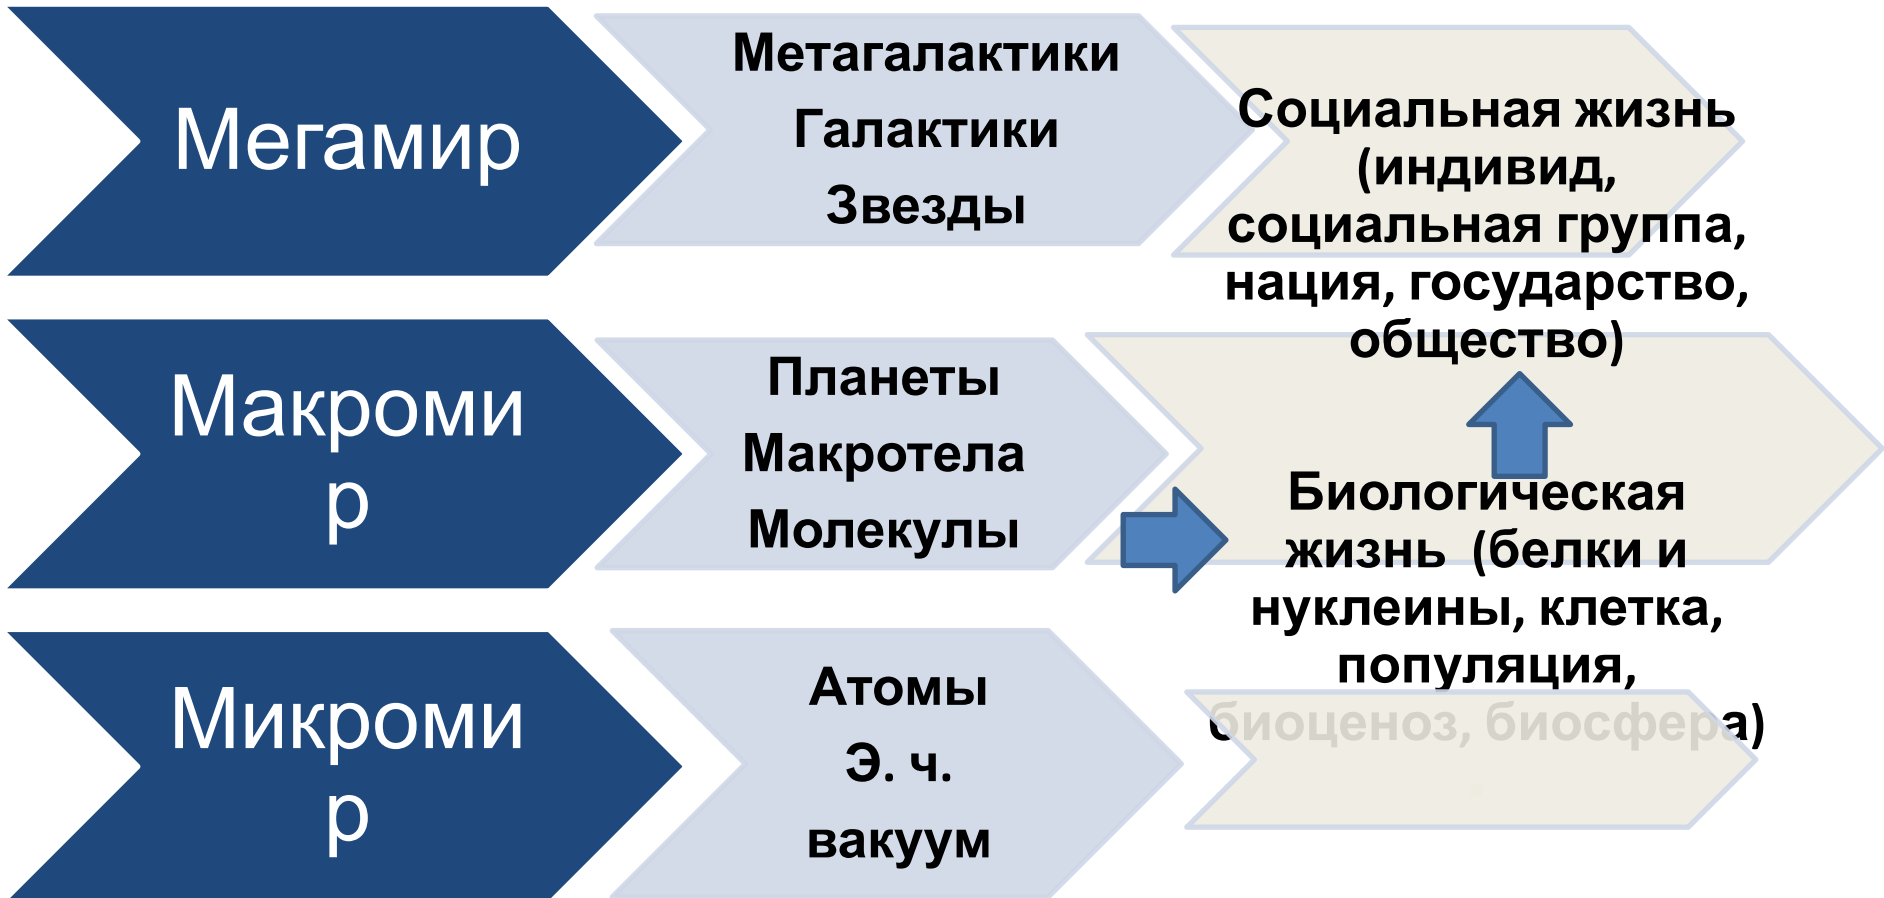 Мегамир
Метагалактики
Галактики
Звезды
Социальная жизнь
(индивид,
социальная группа,
нация, государство,
общество)
Макроми
р
Планеты
Макротела
Молекулы
Биологическая
жизнь (белки и
нуклеины, клетка,
популяция,
биоценоз, биосфера)
Микроми
р
Атомы
Э. ч.
вакуум